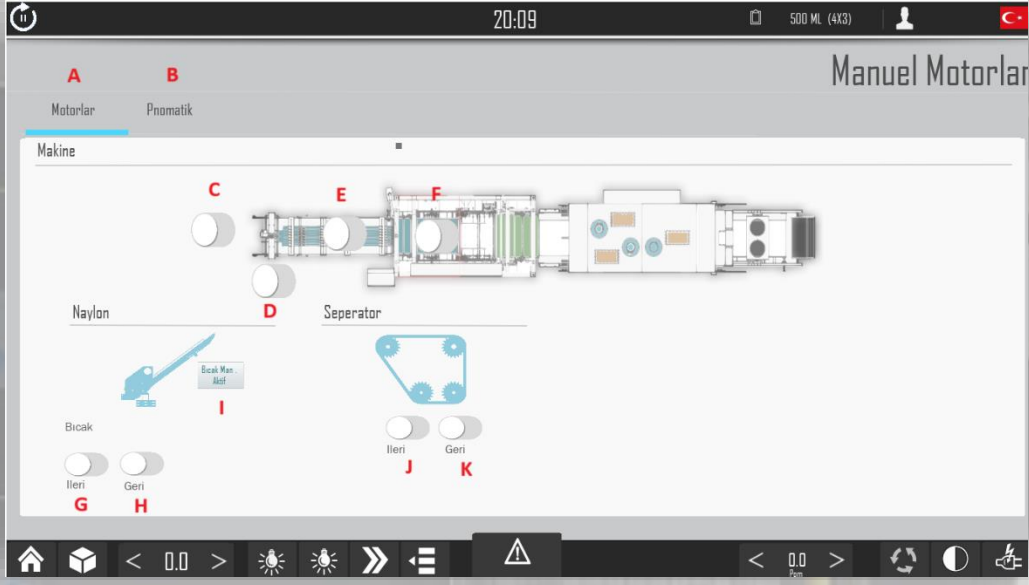 20:09 500 ML (4X3)
Manuel Motorlar
A B
Motorlar Pnomatik
Makine
C E F
D
Naylon Seperator
Bıcak Man.
Aktif
I
Bıcak
Ileri Geri
J K
Ileri Geri
G H
< 0.0 > < 0.0 >
Ppm